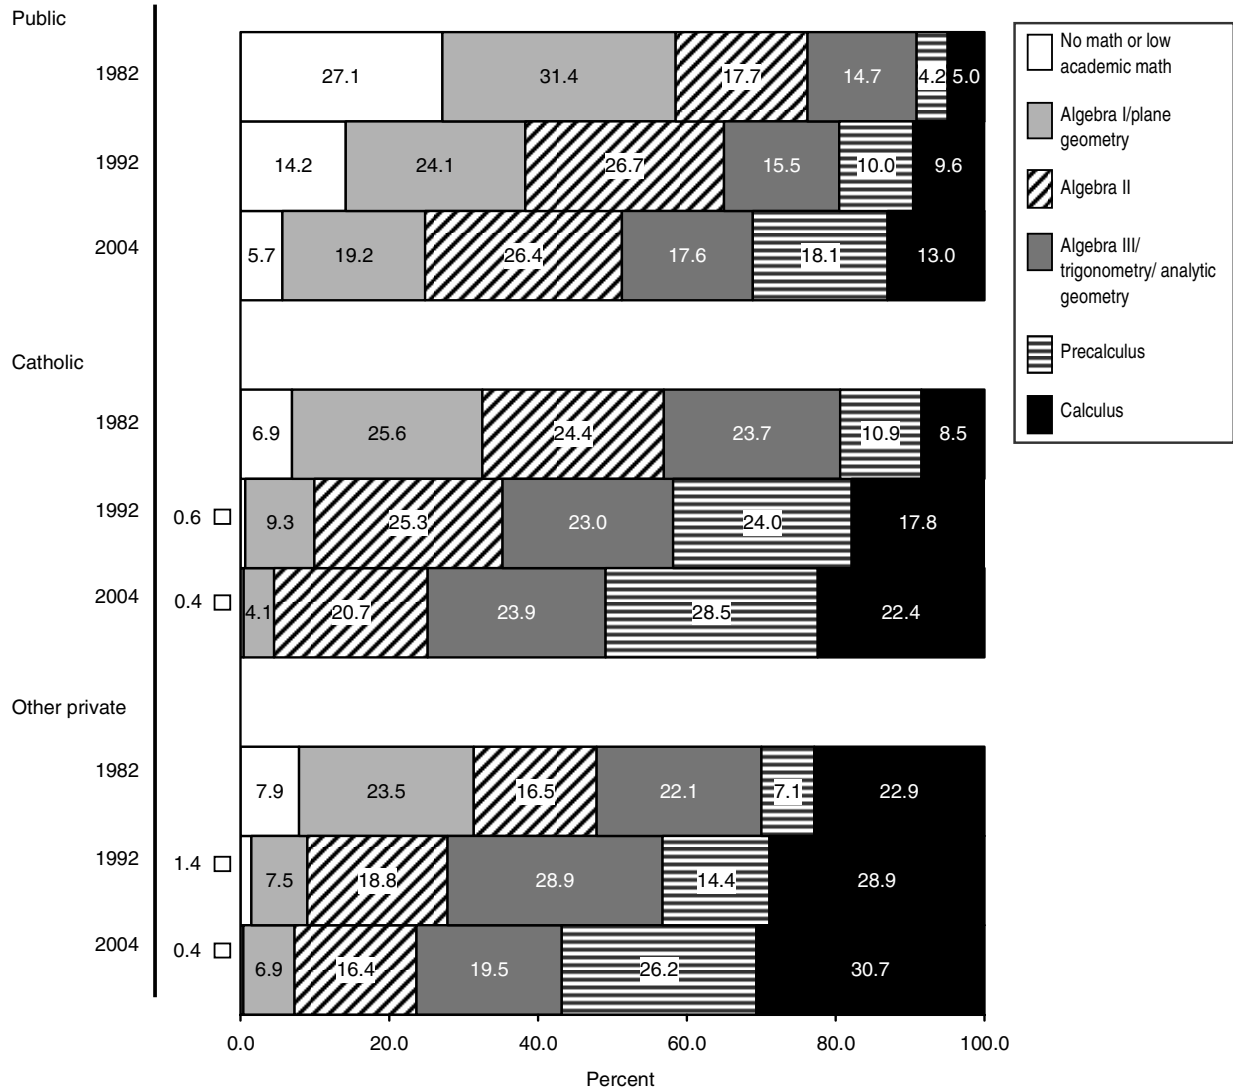 Public
1982
27.1 31.4 17.7 14.7 4.2 5.0
1992
14.2 24.1 26.7 15.5 10.0 9.6
2004
5.7 19.2 26.4 17.6 18.1 13.0
Catholic
1982
6.9 25.6 24.4 23.7 10.9 8.5
1992
0.6 9.3 25.3 23.0 24.0 17.8
2004
0.4 4.1 20.7 23.9 28.5 22.4
Other private
1982
7.9 23.5 16.5 22.1 7.1 22.9
1992
1.4 7.5 18.8 28.9 14.4 28.9
2004
0.4 6.9 16.4 19.5 26.2 30.7
0.0 20.0 40.0 60.0 80.0 100.0
Percent
No math or low
academic math
Algebra I/plane
geometry
Algebra II
Algebra III/
trigonometry/ analytic
geometry
Precalculus
Calculus